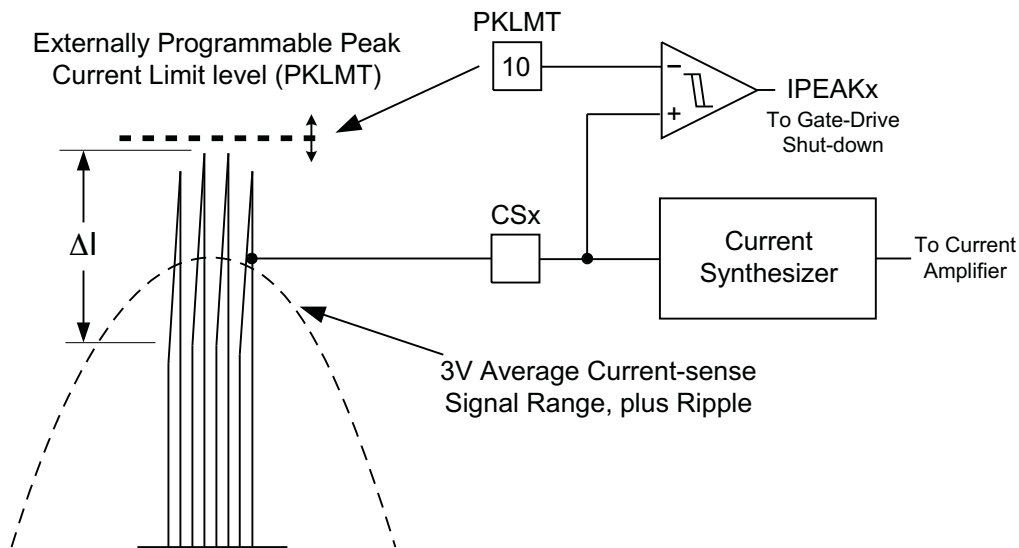 Externally Programmable Peak
Current Limit level (PKLMT)
PKLMT
10
−
+
IPEAKx
To Gate-Drive
Shut-down
ΔI
CSx
Current
Synthesizer
To Current
Amplifier
3V Average Current-sense
Signal Range, plus Ripple